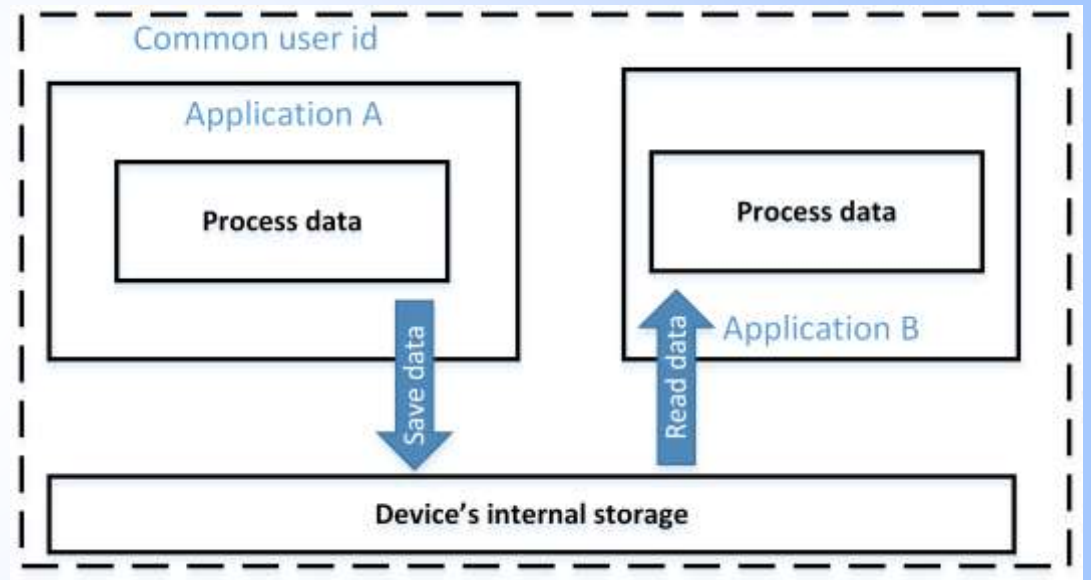 Common user id
Application A
Process data
Save data
Process data
Application B
Read data
Device's internal storage